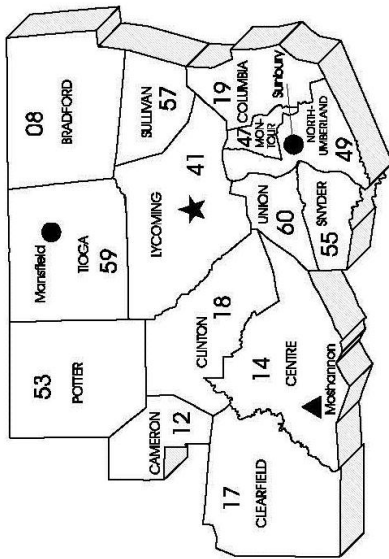 53
POTTER
Mansfield
TIOGA
59
08
BRADFORD
CAMERON
12
LYCOMING
41
SULLIVAN
57
CLINTON
18
19
COLUMBIA
47
MON-
TOUR
Sunbury
17
CLEARFIELD
14
CENTRE
Moshannon
UNION
60
SNYDER
55
NORTH-
UMBERLAND
49